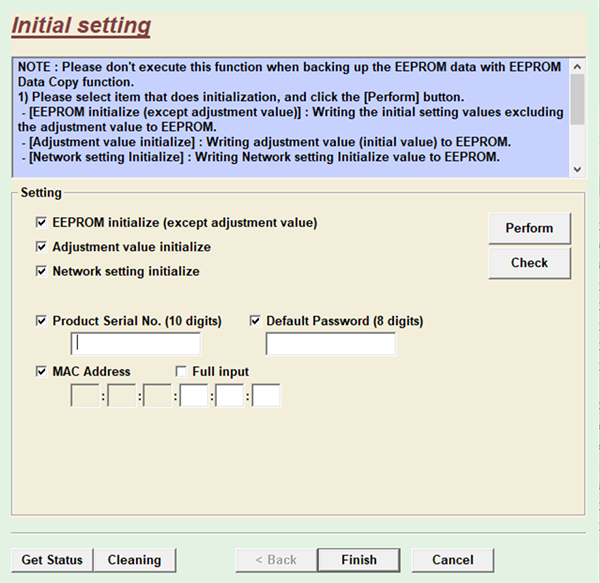 Initial setting
NOTE : Please don't execute this function when backing up the EEPROM data with EEPROM
Data Copy function.
1) Please select item that does initialization, and click the [Perform] button.
- [EEPROM initialize (except adjustment value)] : Writing the initial setting values excluding
the adjustment value to EEPROM.
- [Adjustment value initialize] : Writing adjustment value (initial value) to EEPROM.
- [Network setting Initialize] : Writing Network setting Initialize value to EEPROM.
Setting
EEPROM initialize (except adjustment value)
Perform
Adjustment value initialize
Check
Network setting initialize
Product Serial No. (10 digits) Default Password (8 digits)
MAC Address Full input
: : : : :
Get Status Cleaning < Back Finish Cancel